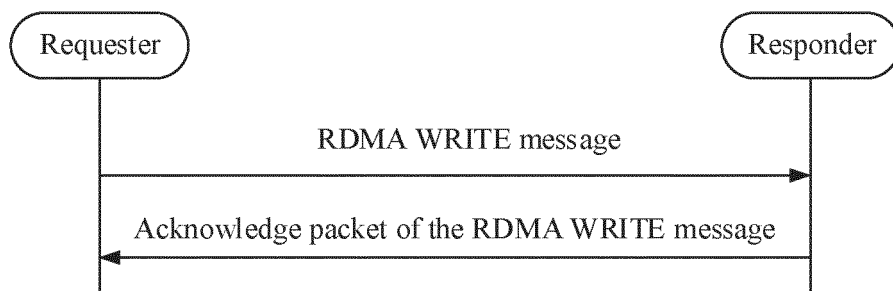 Requester
Responder
RDMA WRITE message
Acknowledge packet of the RDMA WRITE message